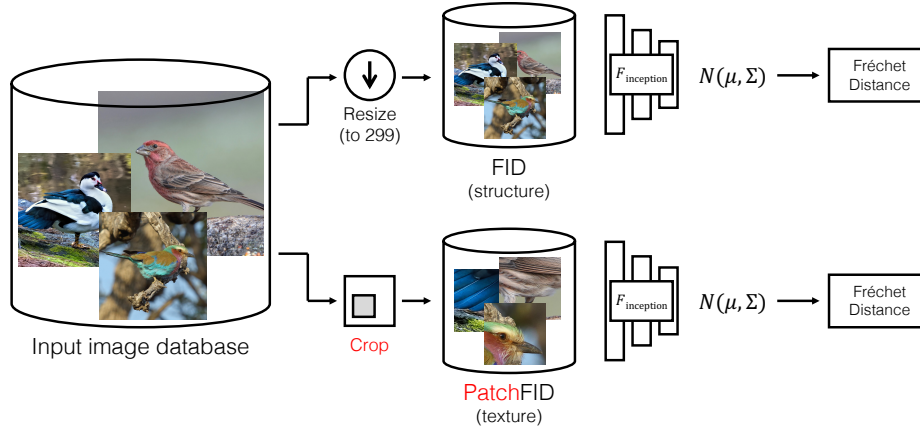 Resize
(to 299)
FID
(structure)
F_inception
N(μ, Σ)
Fréchet
Distance
Input image database
Crop
PatchFID
(texture)
F_inception
N(μ, Σ)
Fréchet
Distance